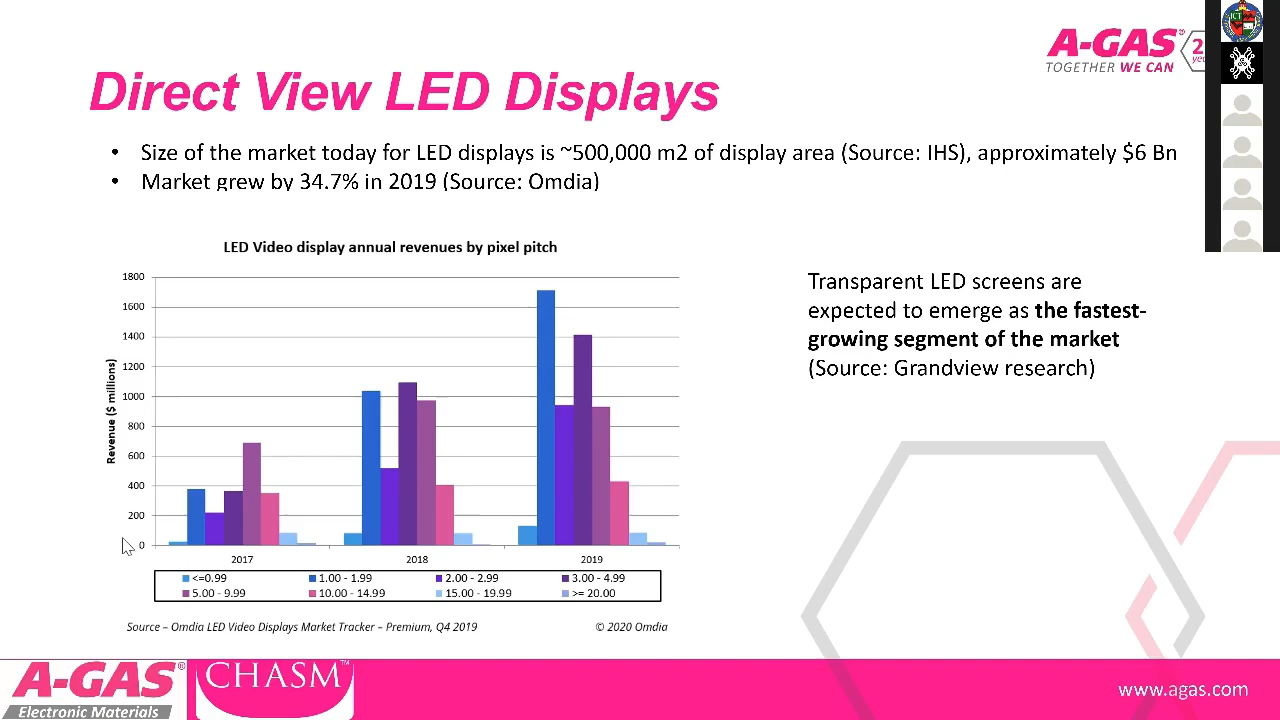 A-GAS®
TOGETHER WE CAN
ICT
Direct View LED Displays
• Size of the market today for LED displays is ~500,000 m2 of display area (Source: IHS), approximately $6 Bn
• Market grew by 34.7% in 2019 (Source: Omdia)
LED Video display annual revenues by pixel pitch
Revenue ($ millions)
1800
1600
1400
1200
1000
800
600
400
200
0
2017 2018 2019
<=0.99 1.00 - 1.99 2.00 - 2.99 3.00 - 4.99
5.00 - 9.99 10.00 - 14.99 15.00 - 19.99 >= 20.00
Source – Omdia LED Video Displays Market Tracker – Premium, Q4 2019 © 2020 Omdia
Transparent LED screens are
expected to emerge as the fastest-
growing segment of the market
(Source: Grandview research)
A-GAS®
Electronic Materials
CHASM™
www.agas.com